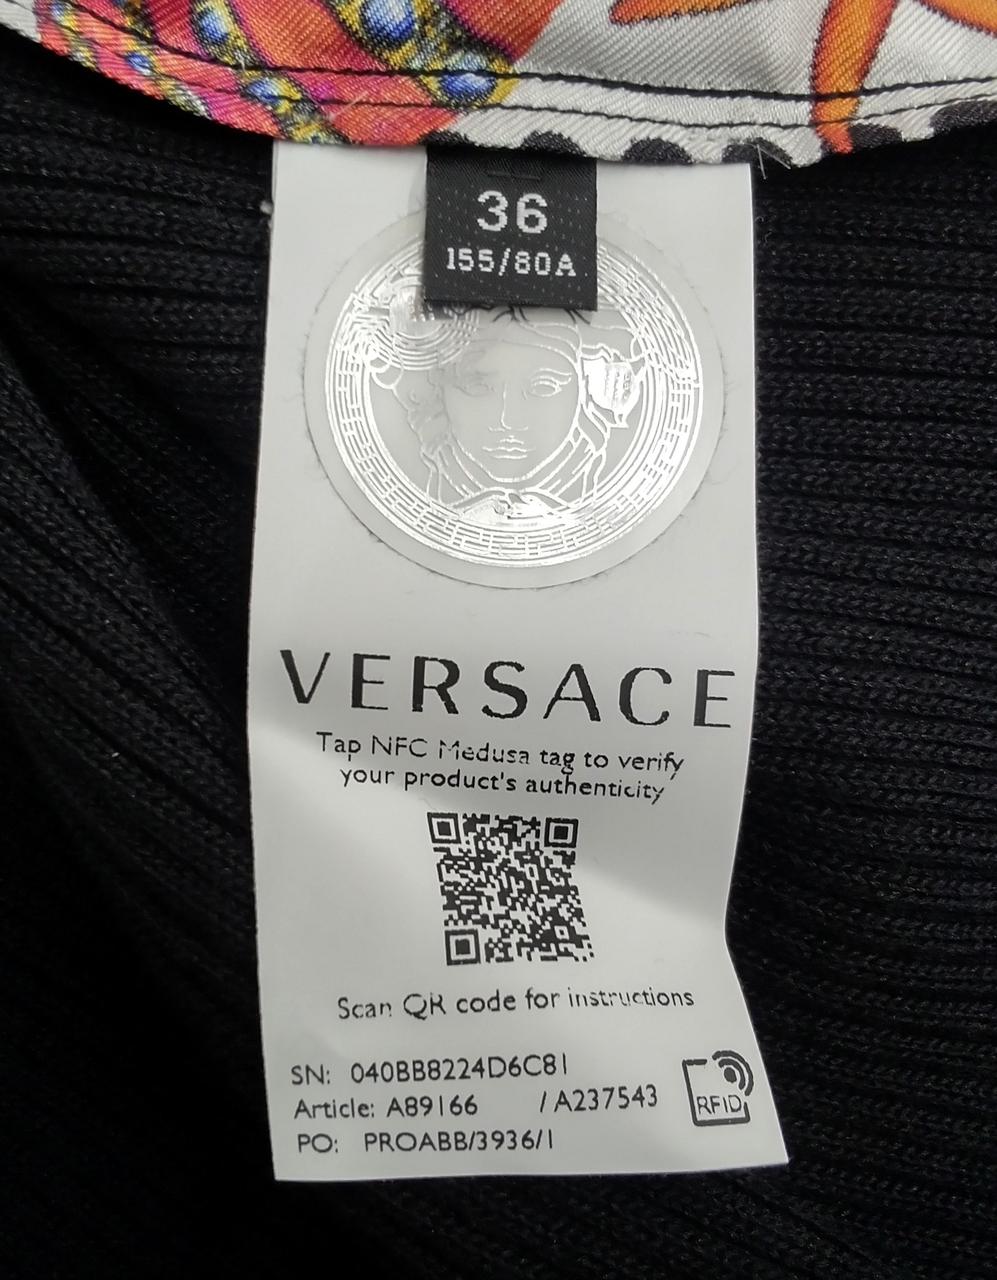 36
155/80A
VERSACE
Tap NFC Medusa tag to verify
your product's authenticity
Scan QR code for instructions
SN: 040BB8224D6C81
Article: A89166 / A237543
PO: PROABB/3936/1
RFID